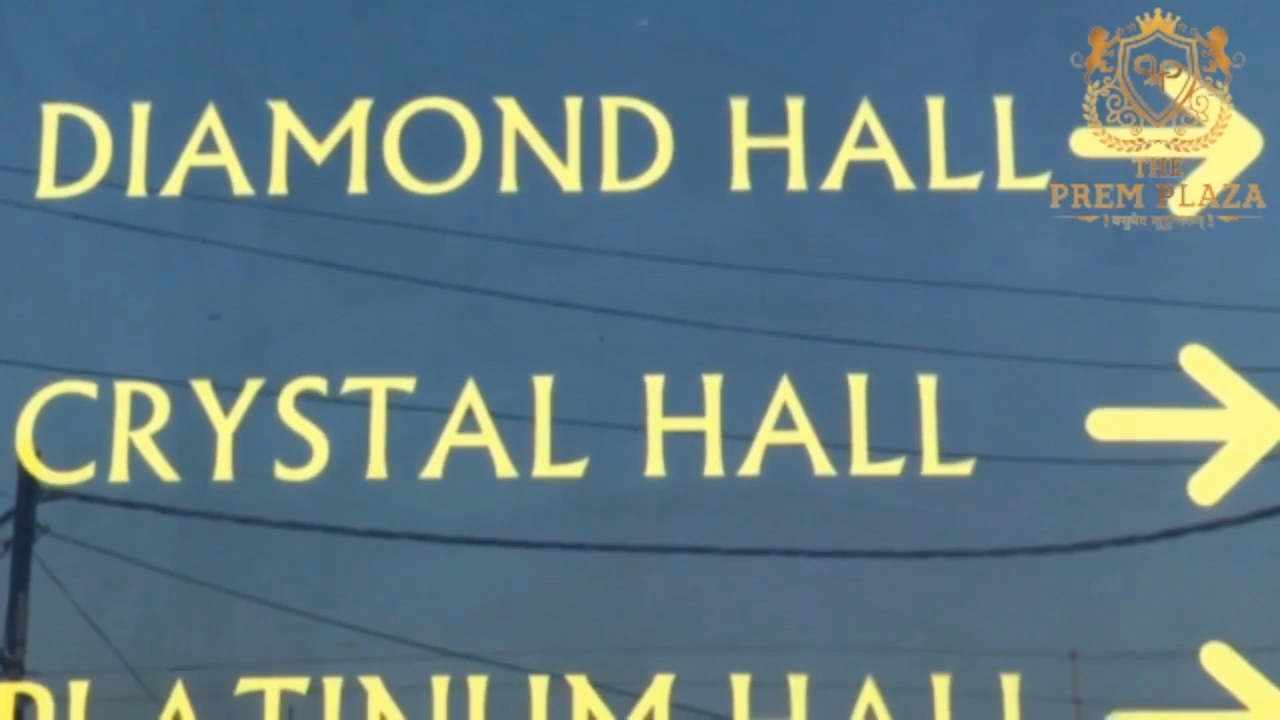 DIAMOND HALL
THE
PREM PLAZA
CRYSTAL HALL
PLATINUM HALL